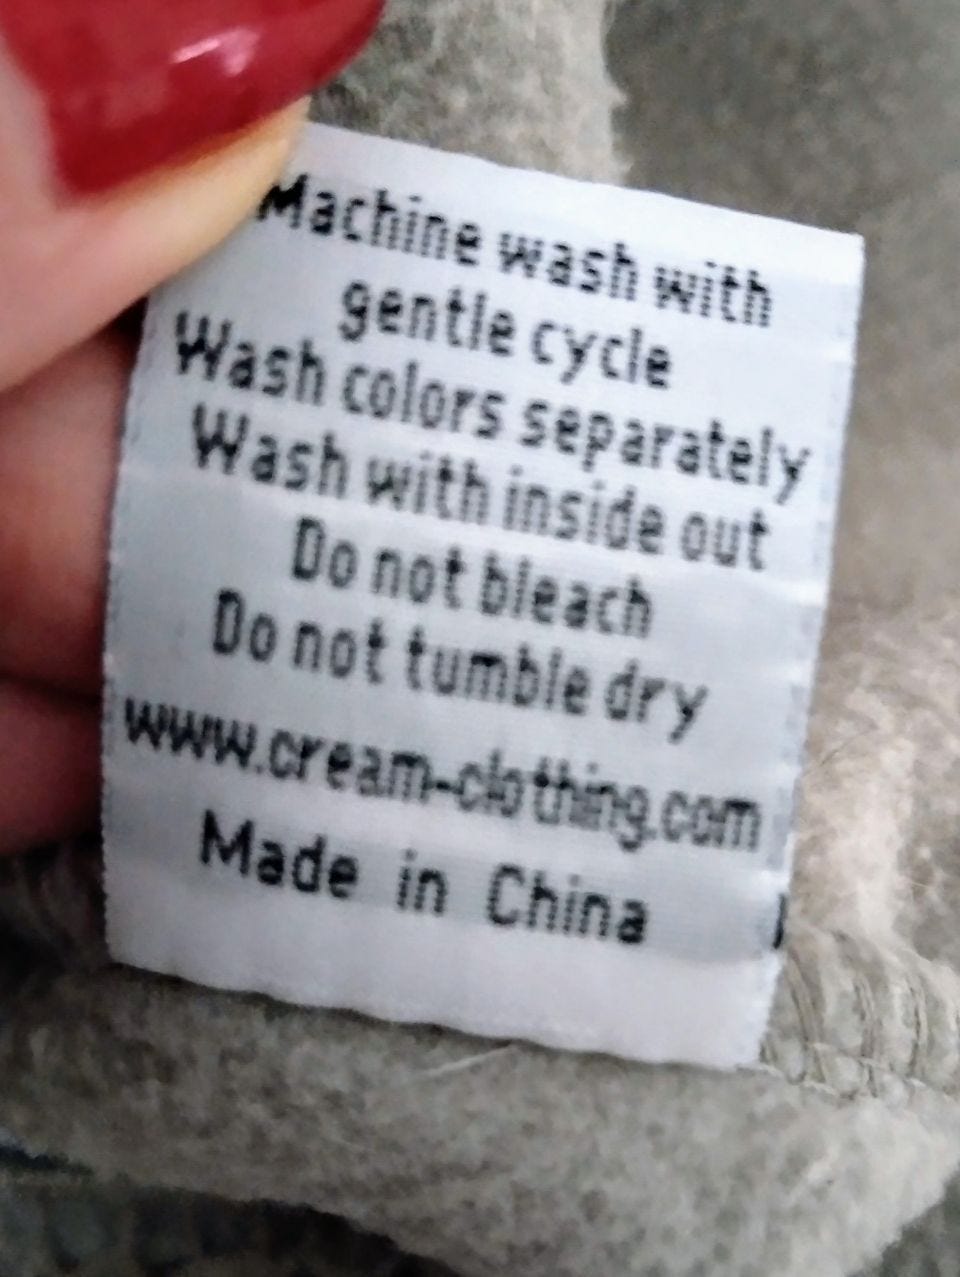 Machine wash with
gentle cycle
Wash colors separately
Wash with inside out
Do not bleach
Do not tumble dry
www.cream-clothing.com
Made in China